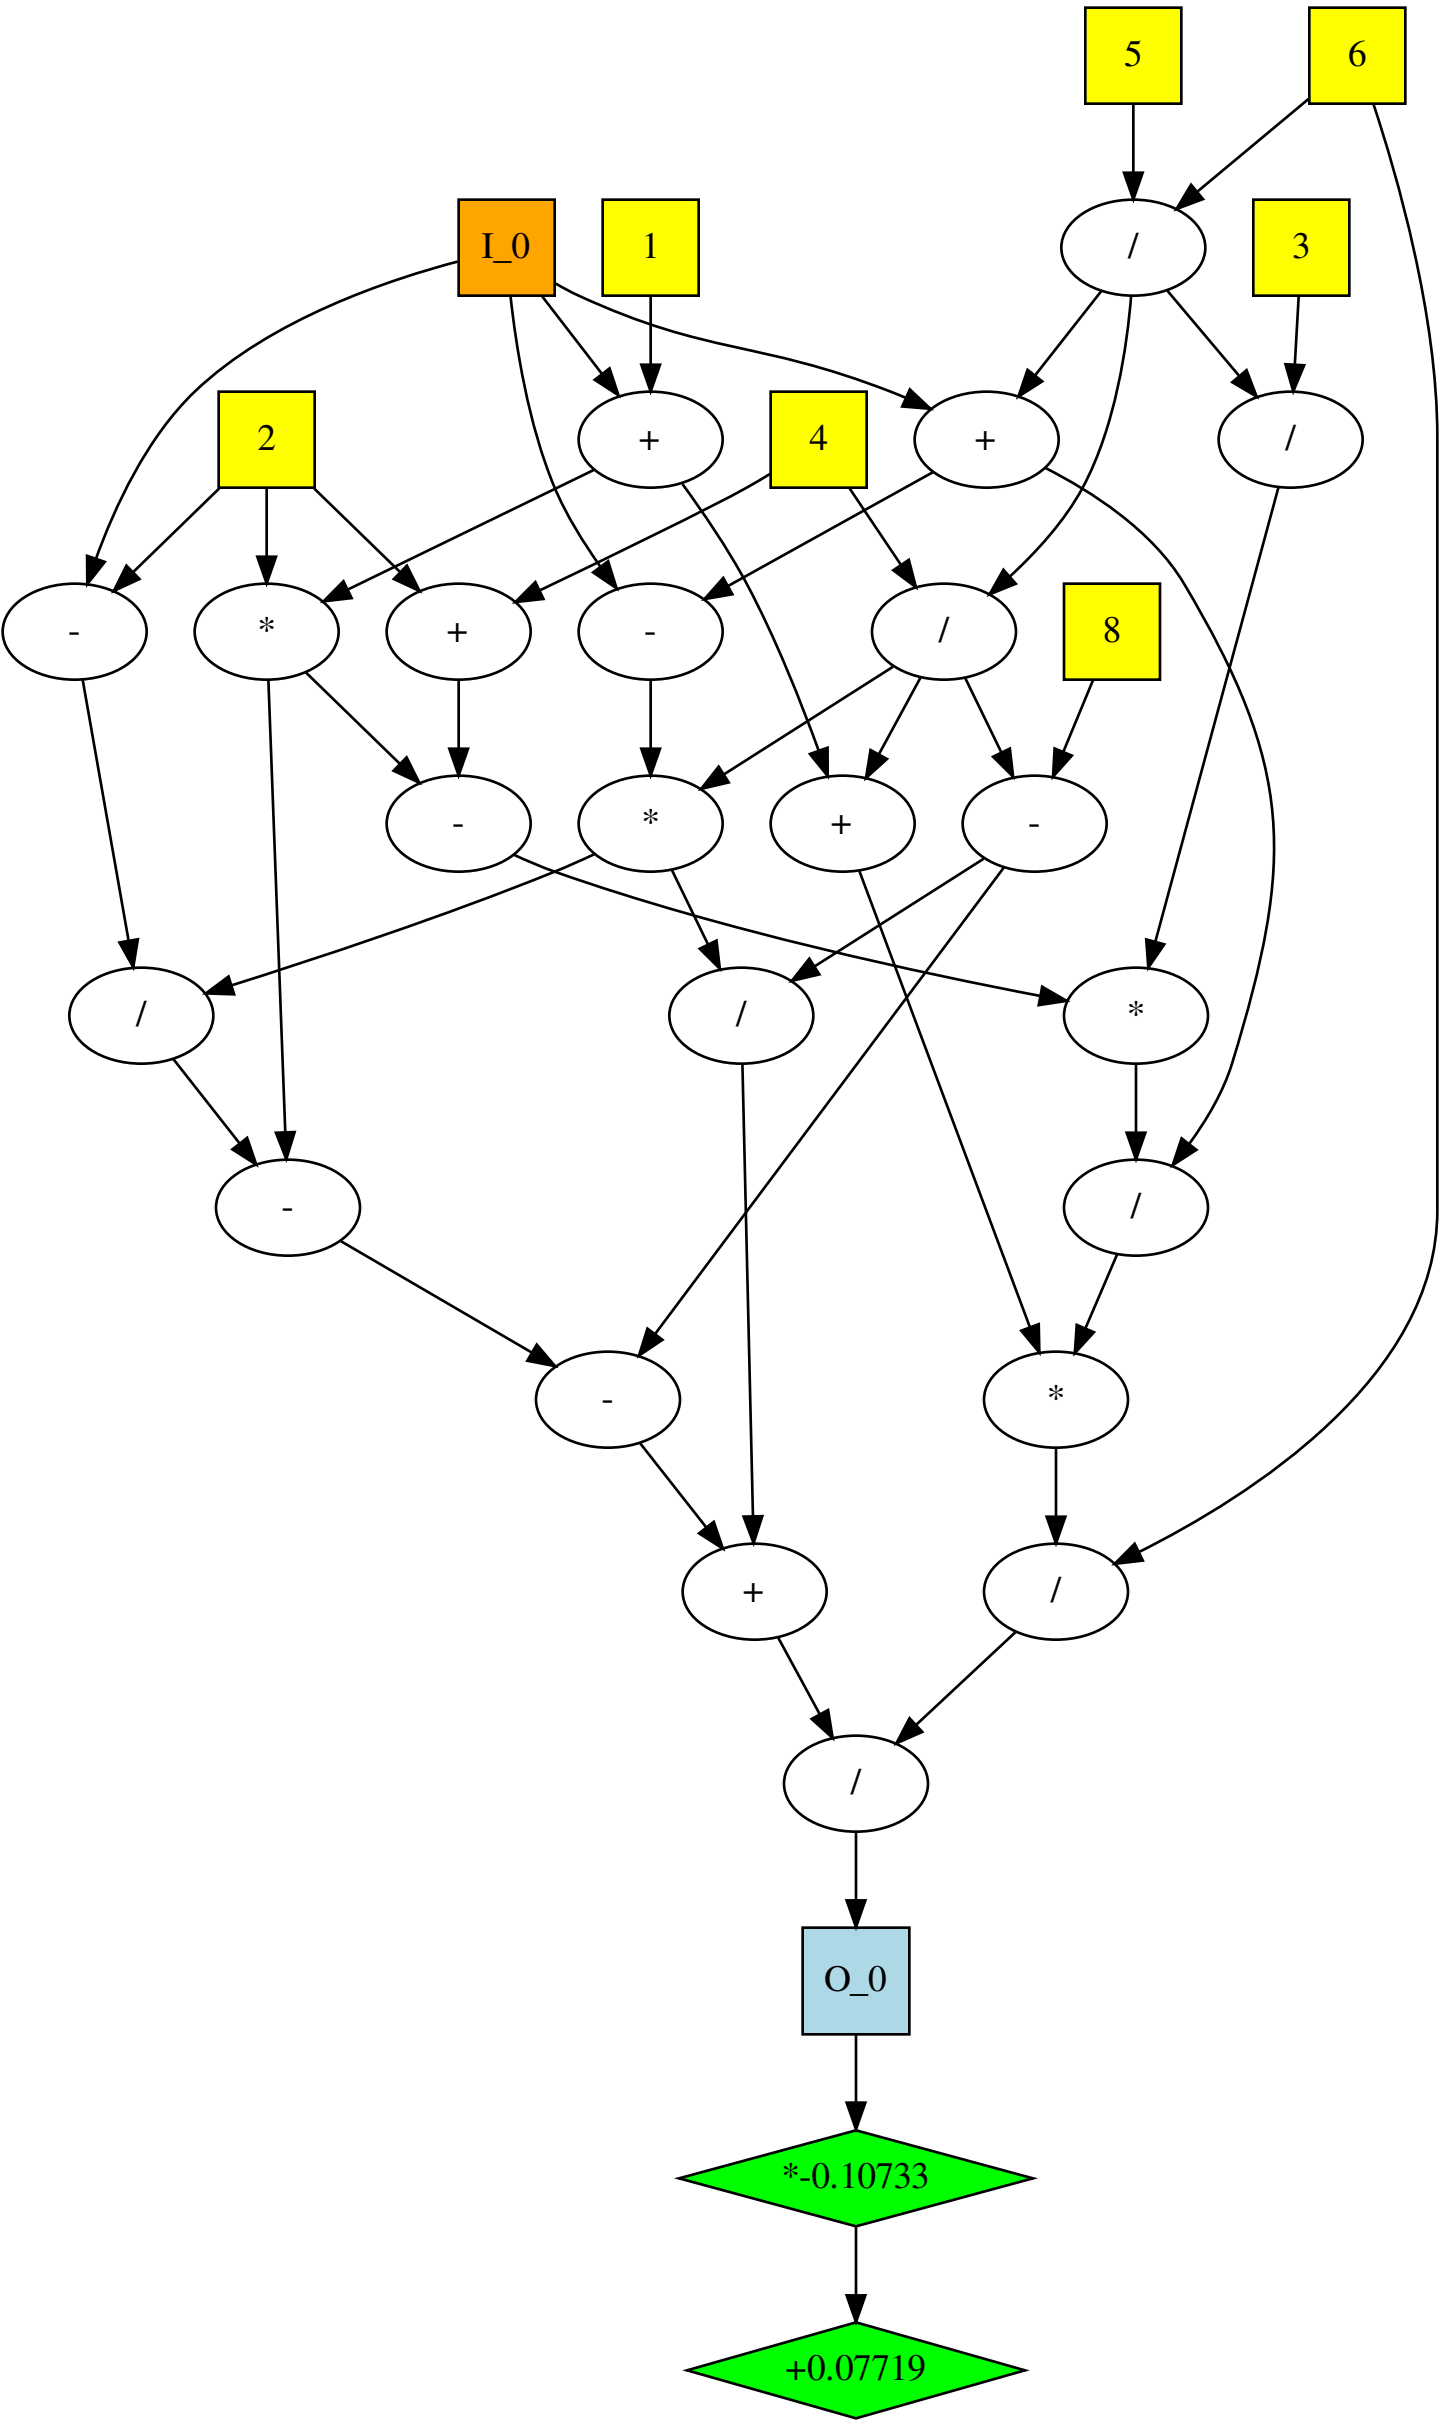 5 6
I_0 1 / 3
2 + 4 + /
- * + - / 8
- * + -
/ / *
- /
- *
+ /
/
O_0
*-0.10733
+0.07719